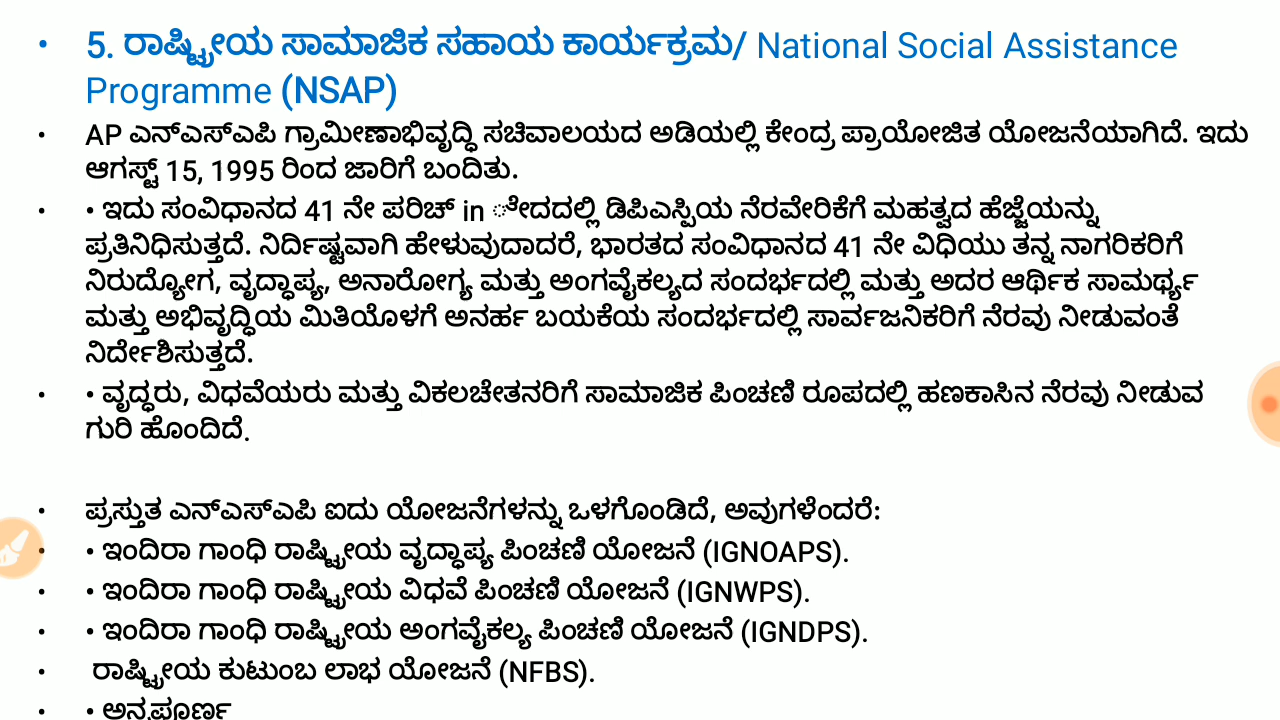 • 5. ರಾಷ್ಟ್ರೀಯ ಸಾಮಾಜಿಕ ಸಹಾಯ ಕಾರ್ಯಕ್ರಮ/ National Social Assistance
Programme (NSAP)
• AP ಎನ್ಎಸ್ಎಪಿ ಗ್ರಾಮೀಣಾಭಿವೃದ್ಧಿ ಸಚಿವಾಲಯದ ಅಡಿಯಲ್ಲಿ ಕೇಂದ್ರ ಪ್ರಾಯೋಜಿತ ಯೋಜನೆಯಾಗಿದೆ. ಇದು
ಆಗಸ್ಟ್ 15, 1995 ರಿಂದ ಜಾರಿಗೆ ಬಂದಿತು.
• • ಇದು ಸಂವಿಧಾನದ 41 ನೇ ಪರಿಚ್ in ೇದದಲ್ಲಿ ಡಿಪಿಎಸ್ಪಿಯ ನೆರವೇರಿಕೆಗೆ ಮಹತ್ವದ ಹೆಜ್ಜೆಯನ್ನು
ಪ್ರತಿನಿಧಿಸುತ್ತದೆ. ನಿರ್ದಿಷ್ಟವಾಗಿ ಹೇಳುವುದಾದರೆ, ಭಾರತದ ಸಂವಿಧಾನದ 41 ನೇ ವಿಧಿಯು ತನ್ನ ನಾಗರಿಕರಿಗೆ
ನಿರುದ್ಯೋಗ, ವೃದ್ಧಾಪ್ಯ, ಅನಾರೋಗ್ಯ ಮತ್ತು ಅಂಗವೈಕಲ್ಯದ ಸಂದರ್ಭದಲ್ಲಿ ಮತ್ತು ಅದರ ಆರ್ಥಿಕ ಸಾಮರ್ಥ್ಯ
ಮತ್ತು ಅಭಿವೃದ್ಧಿಯ ಮಿತಿಯೊಳಗೆ ಅನರ್ಹ ಬಯಕೆಯ ಸಂದರ್ಭದಲ್ಲಿ ಸಾರ್ವಜನಿಕರಿಗೆ ನೆರವು ನೀಡುವಂತೆ
ನಿರ್ದೇಶಿಸುತ್ತದೆ.
• • ವೃದ್ಧರು, ವಿಧವೆಯರು ಮತ್ತು ವಿಕಲಚೇತನರಿಗೆ ಸಾಮಾಜಿಕ ಪಿಂಚಣಿ ರೂಪದಲ್ಲಿ ಹಣಕಾಸಿನ ನೆರವು ನೀಡುವ
ಗುರಿ ಹೊಂದಿದೆ.
• ಪ್ರಸ್ತುತ ಎನ್ಎಸ್ಎಪಿ ಐದು ಯೋಜನೆಗಳನ್ನು ಒಳಗೊಂಡಿದೆ, ಅವುಗಳೆಂದರೆ:
• • ಇಂದಿರಾ ಗಾಂಧಿ ರಾಷ್ಟ್ರೀಯ ವೃದ್ಧಾಪ್ಯ ಪಿಂಚಣಿ ಯೋಜನೆ (IGNOAPS).
• • ಇಂದಿರಾ ಗಾಂಧಿ ರಾಷ್ಟ್ರೀಯ ವಿಧವೆ ಪಿಂಚಣಿ ಯೋಜನೆ (IGNWPS).
• • ಇಂದಿರಾ ಗಾಂಧಿ ರಾಷ್ಟ್ರೀಯ ಅಂಗವೈಕಲ್ಯ ಪಿಂಚಣಿ ಯೋಜನೆ (IGNDPS).
• ರಾಷ್ಟ್ರೀಯ ಕುಟುಂಬ ಲಾಭ ಯೋಜನೆ (NFBS).
• • ಅನ್ನಪೂರ್ಣ